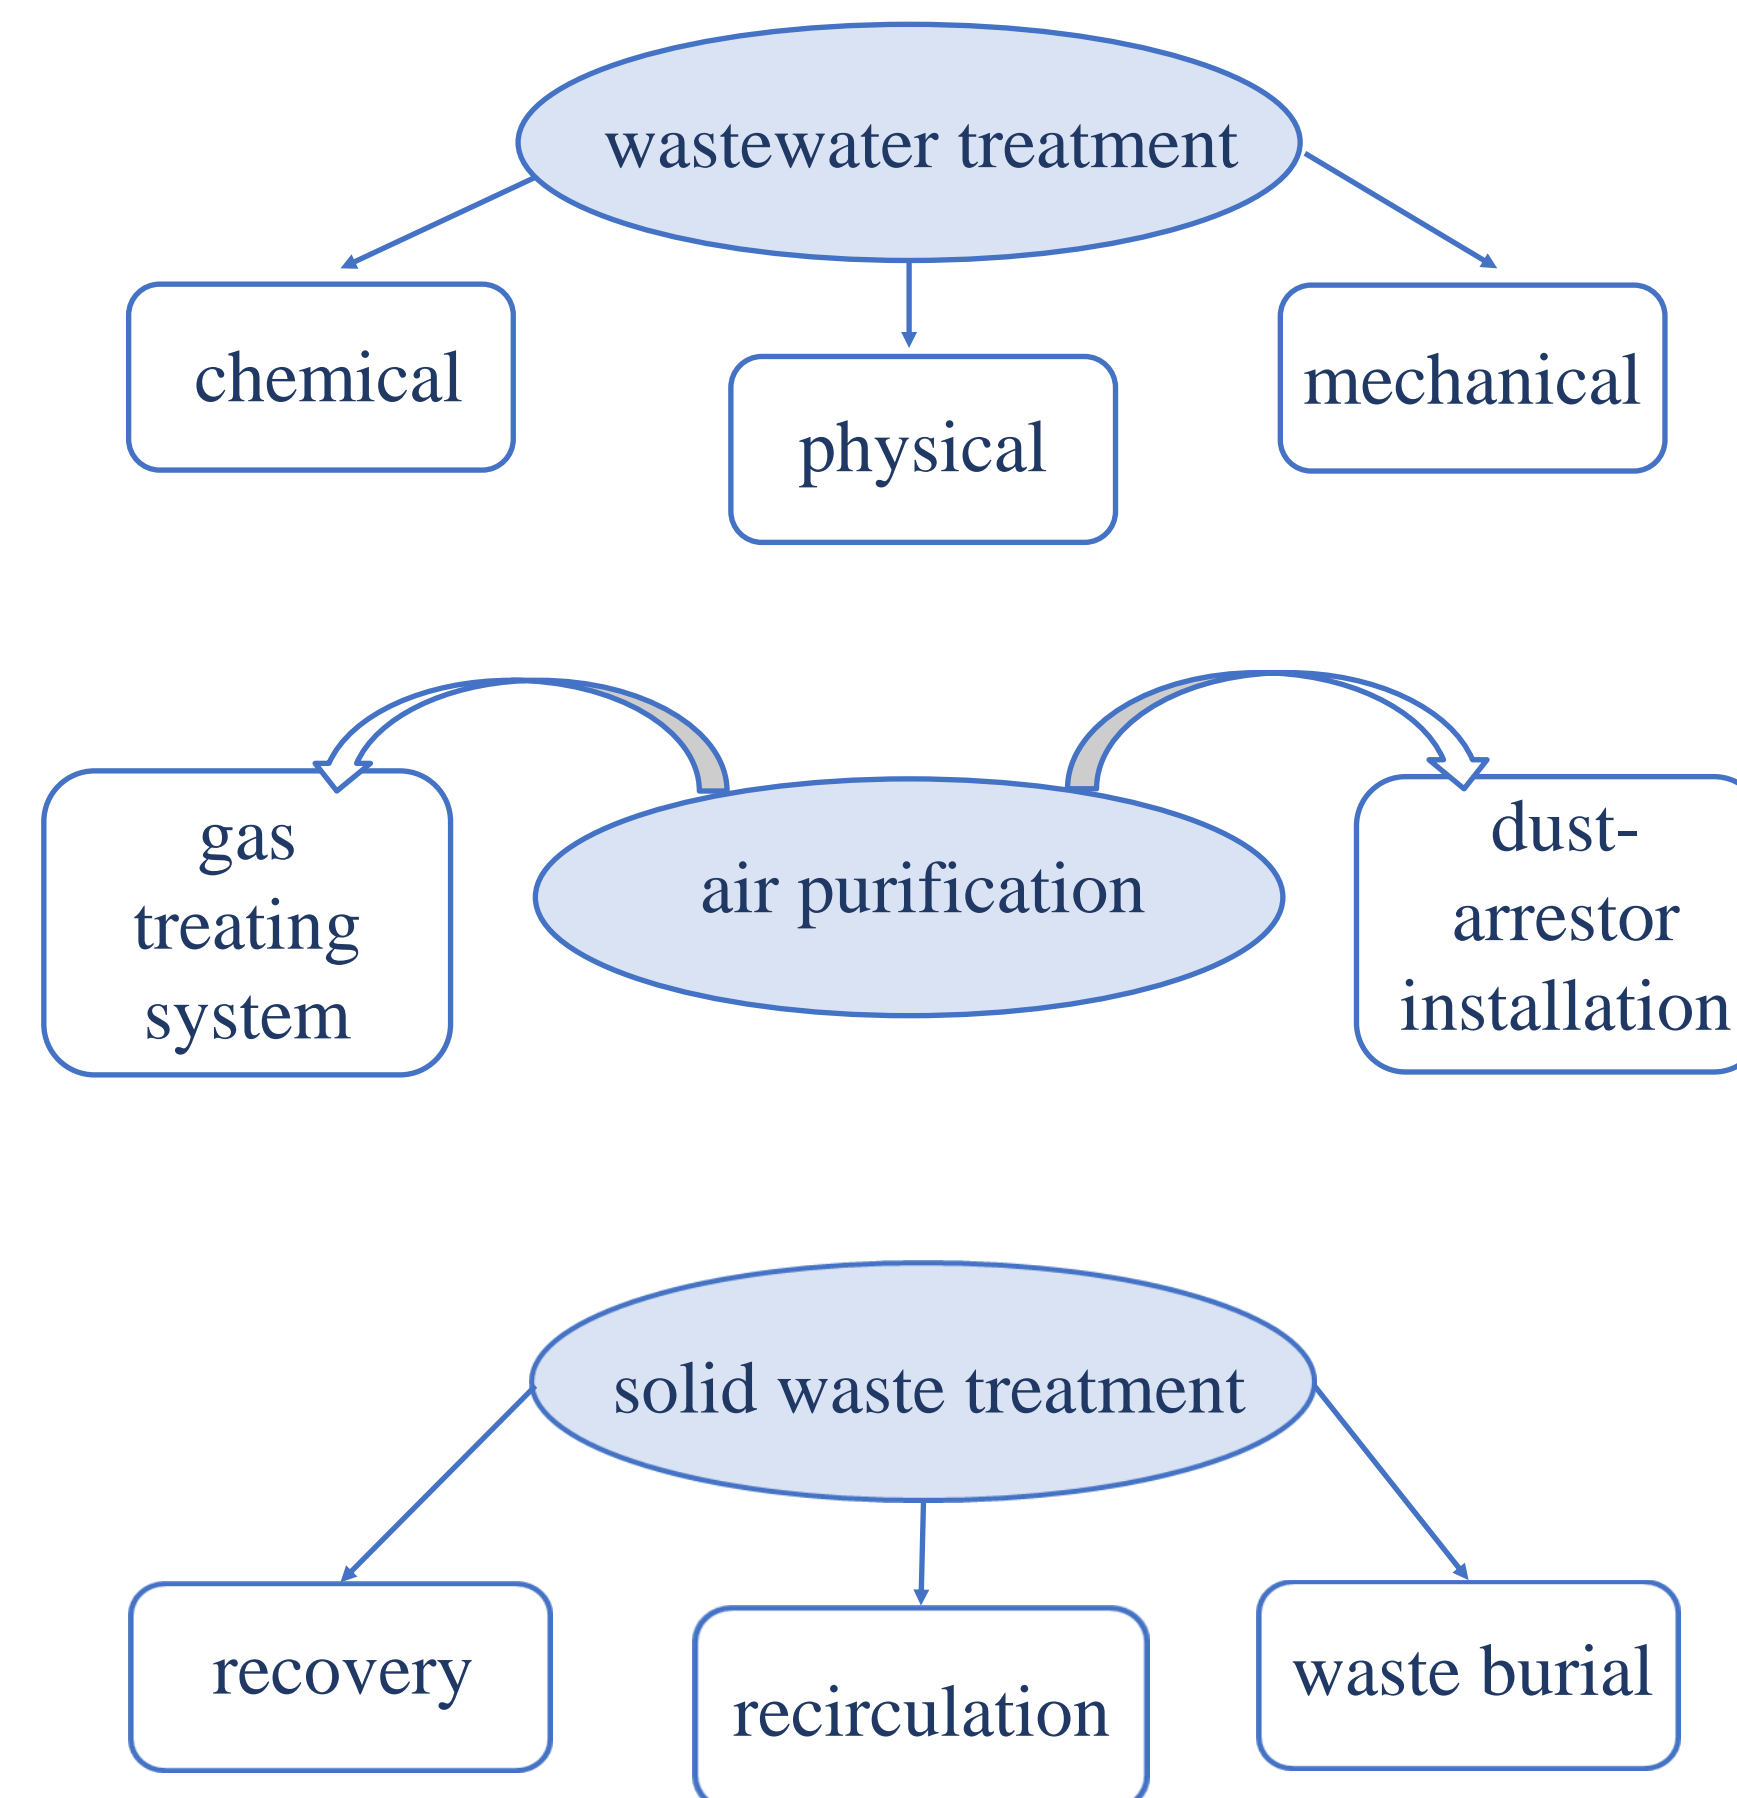 wastewater treatment
chemical
physical
mechanical
gas
treating
system
air purification
dust-
arrestor
installation
solid waste treatment
recovery
recirculation
waste burial